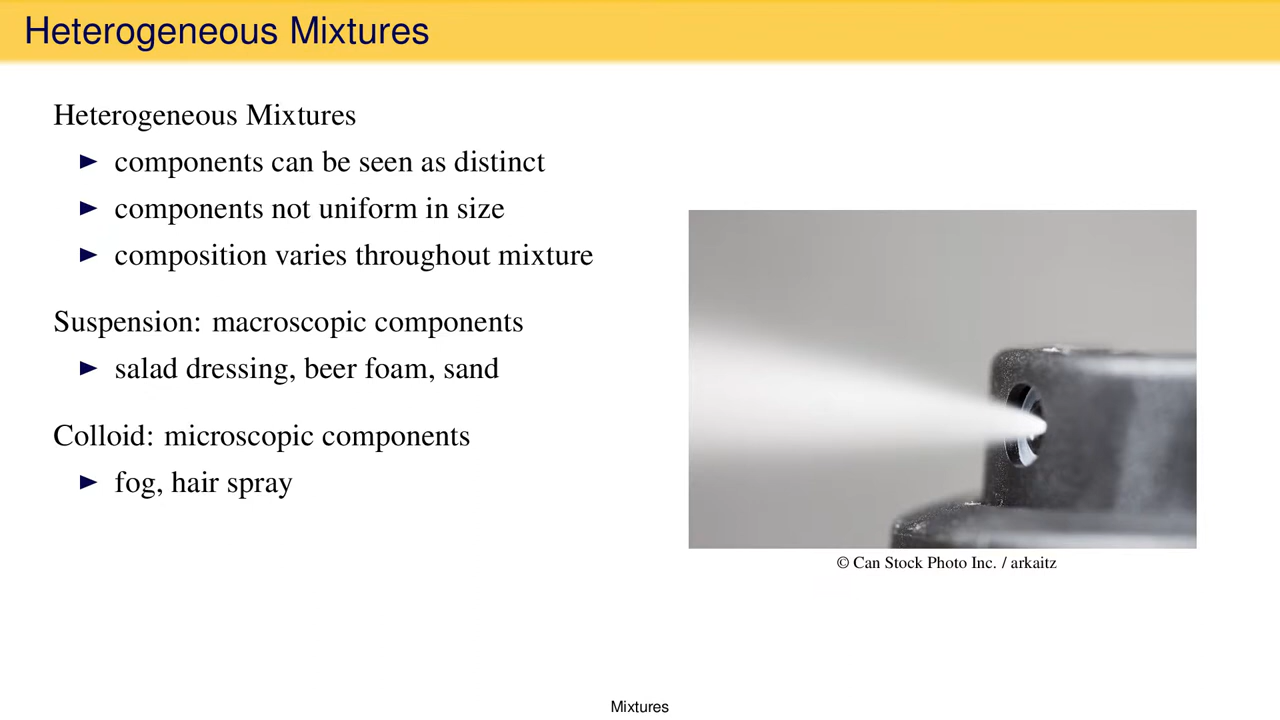 Heterogeneous Mixtures
Heterogeneous Mixtures
► components can be seen as distinct
► components not uniform in size
► composition varies throughout mixture
Suspension: macroscopic components
► salad dressing, beer foam, sand
Colloid: microscopic components
► fog, hair spray
© Can Stock Photo Inc. / arkaitz
Mixtures